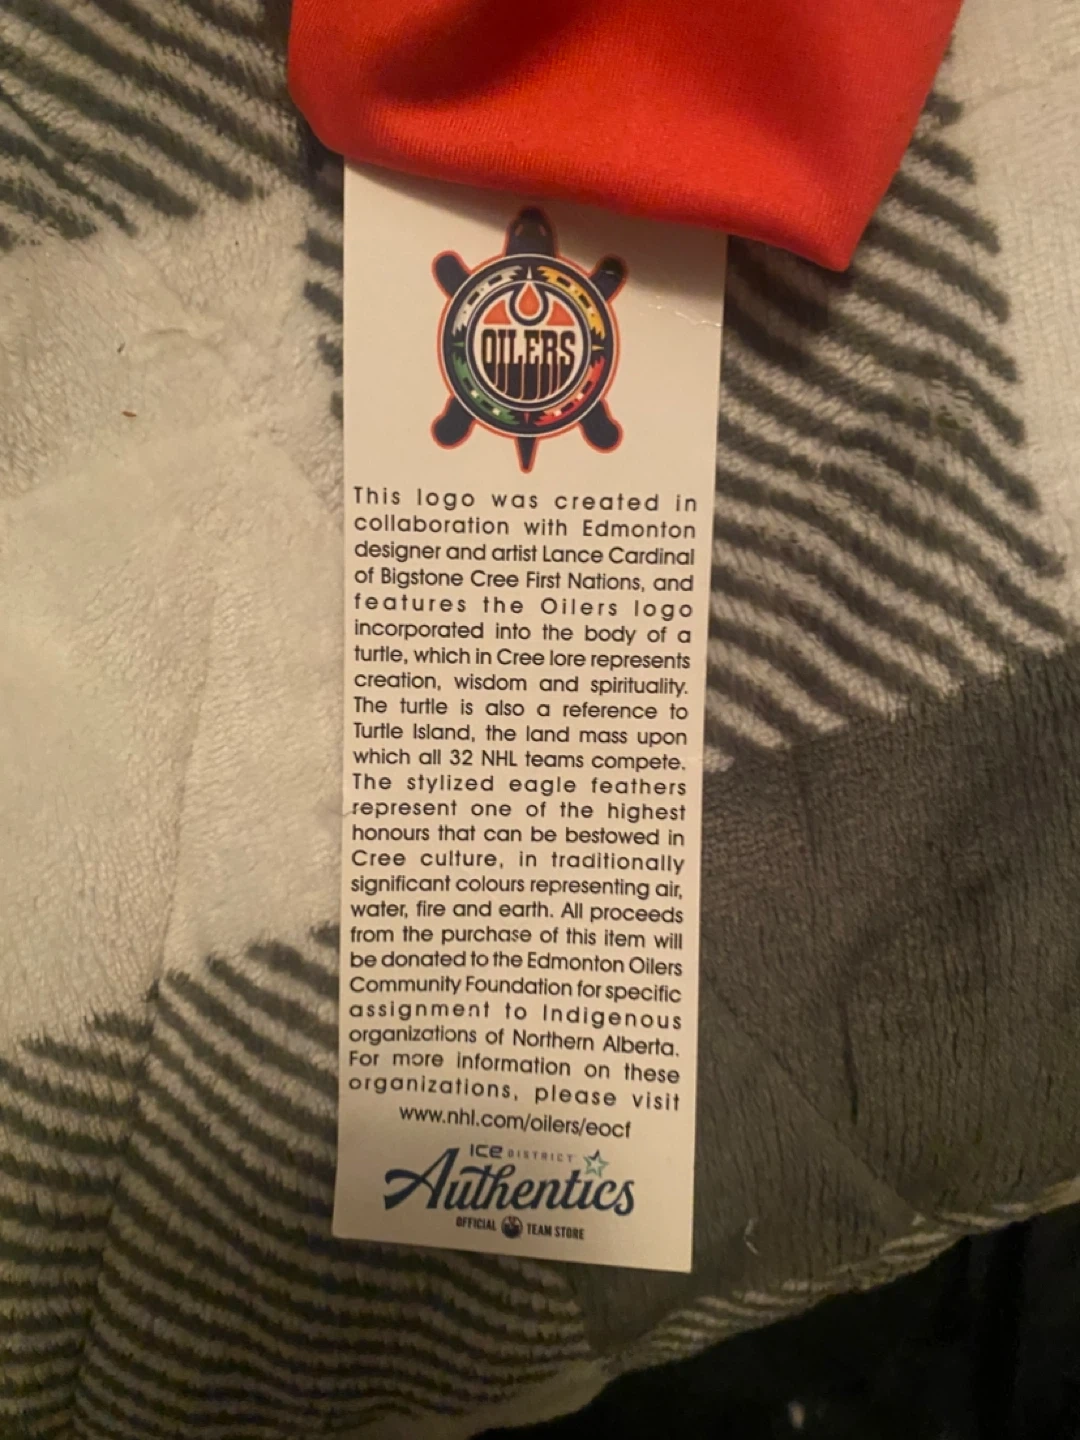 OILERS
This logo was created in
collaboration with Edmonton
designer and artist Lance Cardinal
of Bigstone Cree First Nations, and
features the Oilers logo
incorporated into the body of a
turtle, which in Cree lore represents
creation, wisdom and spirituality.
The turtle is also a reference to
Turtle Island, the land mass upon
which all 32 NHL teams compete.
The stylized eagle feathers
represent one of the highest
honours that can be bestowed in
Cree culture, in traditionally
significant colours representing air,
water, fire and earth. All proceeds
from the purchase of this item will
be donated to the Edmonton Oilers
Community Foundation for specific
assignment to Indigenous
organizations of Northern Alberta.
For more information on these
organizations, please visit
www.nhl.com/oilers/eocf
ICE DISTRICT
Authentics
OFFICIAL TEAM STORE